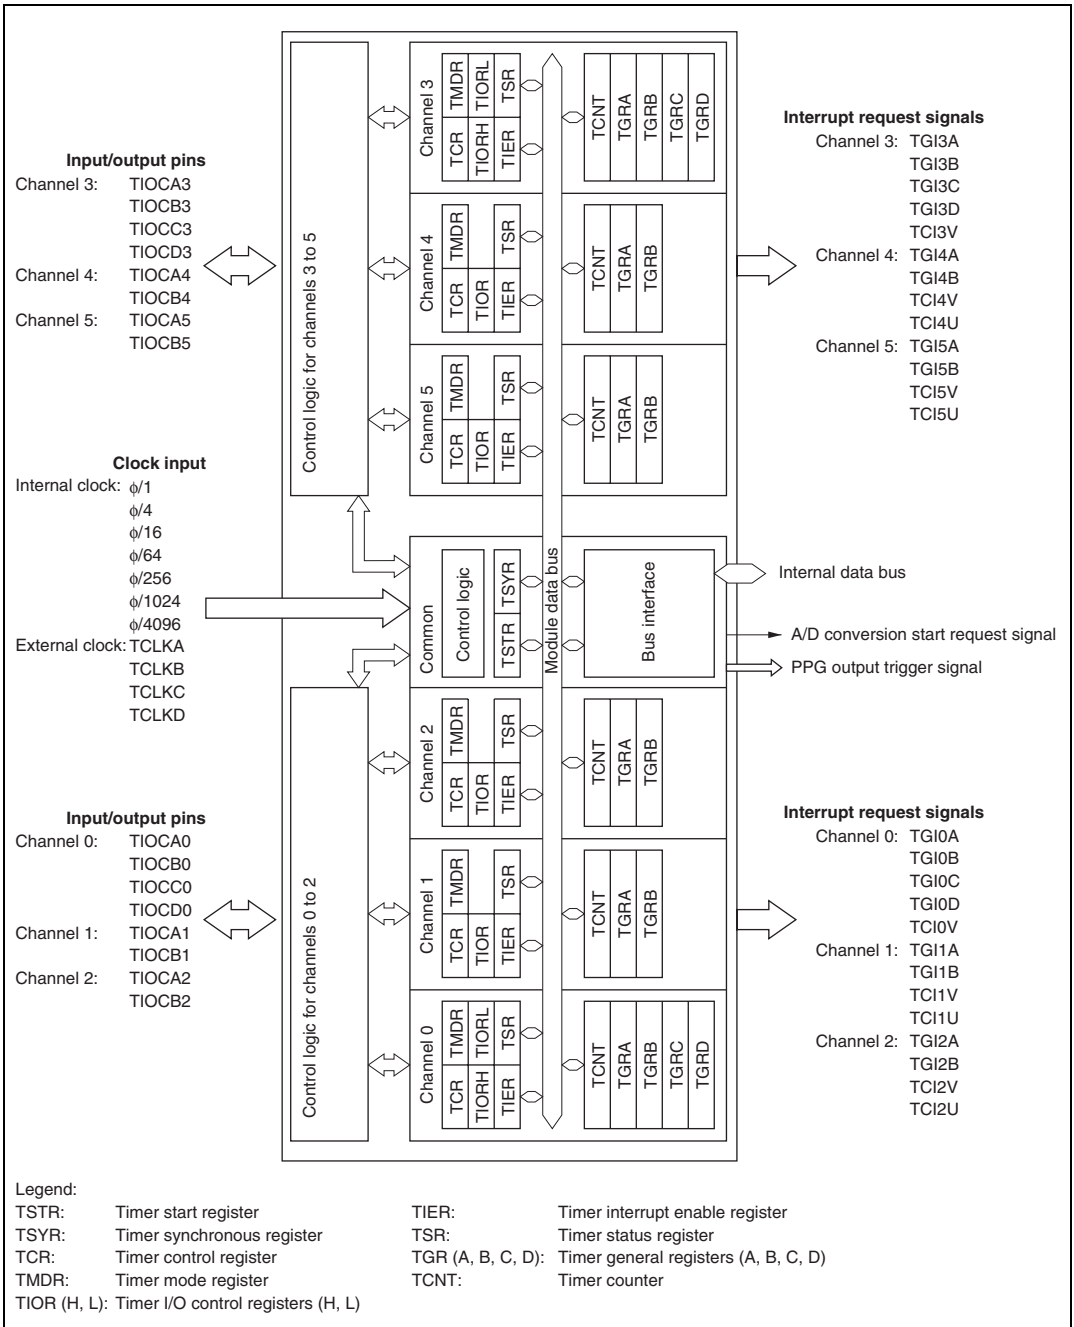 Input/output pins
Channel 3: TIOCA3
TIOCB3
TIOCC3
TIOCD3
Channel 4: TIOCA4
TIOCB4
Channel 5: TIOCA5
TIOCB5
Clock input
Internal clock: ϕ/1
ϕ/4
ϕ/16
ϕ/64
ϕ/256
ϕ/1024
ϕ/4096
External clock: TCLKA
TCLKB
TCLKC
TCLKD
Input/output pins
Channel 0: TIOCA0
TIOCB0
TIOCC0
TIOCD0
Channel 1: TIOCA1
TIOCB1
Channel 2: TIOCA2
TIOCB2
Control logic for channels 3 to 5
Control logic for channels 0 to 2
Channel 3
TCR TMDR
TIORH TIORL
TIER TSR
TCNT
TGRA
TGRB
TGRC
TGRD
Channel 4
TCR TMDR
TIOR
TIER TSR
TCNT
TGRA
TGRB
Channel 5
TCR TMDR
TIOR
TIER TSR
TCNT
TGRA
TGRB
Common
Control logic
TSTR TSYR
Module data bus
Bus interface
Channel 2
TCR TMDR
TIOR
TIER TSR
TCNT
TGRA
TGRB
Channel 1
TCR TMDR
TIOR
TIER TSR
TCNT
TGRA
TGRB
Channel 0
TCR TMDR
TIORH TIORL
TIER TSR
TCNT
TGRA
TGRB
TGRC
TGRD
Interrupt request signals
Channel 3: TGI3A
TGI3B
TGI3C
TGI3D
TCI3V
Channel 4: TGI4A
TGI4B
TCI4V
TCI4U
Channel 5: TGI5A
TGI5B
TCI5V
TCI5U
Internal data bus
A/D conversion start request signal
PPG output trigger signal
Interrupt request signals
Channel 0: TGI0A
TGI0B
TGI0C
TGI0D
TCI0V
Channel 1: TGI1A
TGI1B
TCI1V
TCI1U
Channel 2: TGI2A
TGI2B
TCI2V
TCI2U
Legend:
TSTR: Timer start register
TSYR: Timer synchronous register
TCR: Timer control register
TMDR: Timer mode register
TIOR (H, L): Timer I/O control registers (H, L)
TIER: Timer interrupt enable register
TSR: Timer status register
TGR (A, B, C, D): Timer general registers (A, B, C, D)
TCNT: Timer counter